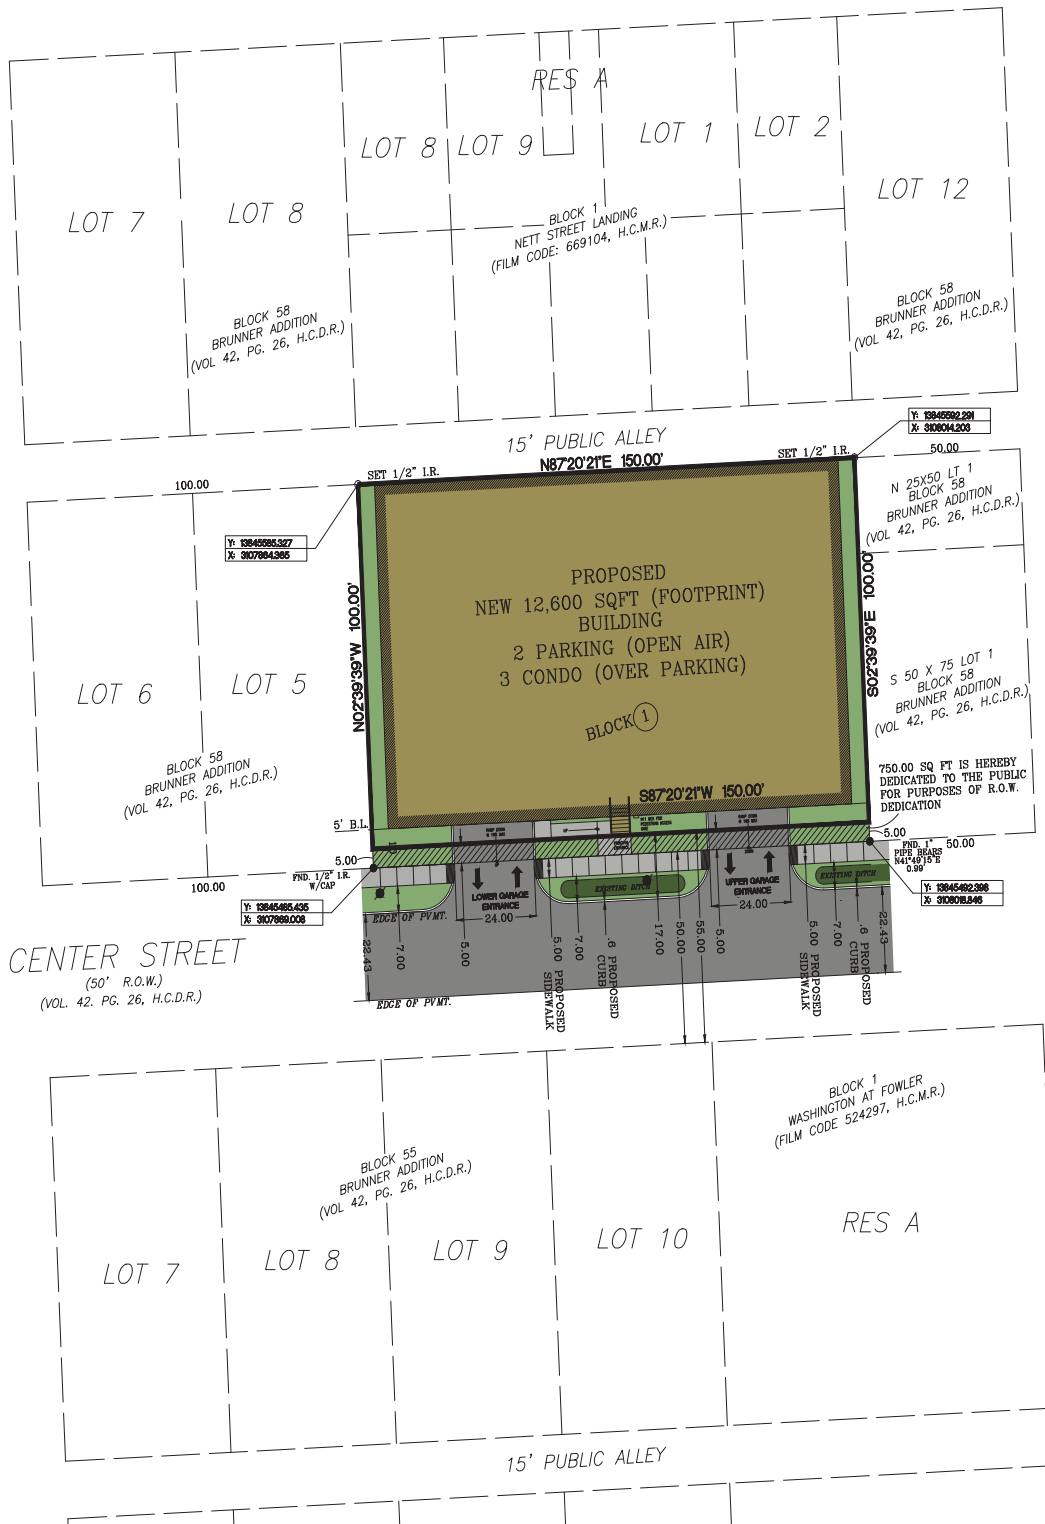 RES A
LOT 8
LOT 9
LOT 1
LOT 2
LOT 7
LOT 8
LOT 12
BLOCK 1
NETT STREET LANDING
(FILM CODE: 669104, H.C.M.R.)
BLOCK 58
BRUNNER ADDITION
(VOL 42, PG. 26, H.C.D.R.)
BLOCK 58
BRUNNER ADDITION
(VOL 42, PG. 26, H.C.D.R.)
15' PUBLIC ALLEY
Y: 13845592.291
X: 3108014.203
SET 1/2" I.R.
N87°20'21"E 150.00'
SET 1/2" I.R.
50.00
100.00
N 25X50 LT 1
BLOCK 58
BRUNNER ADDITION
(VOL 42, PG. 26, H.C.D.R.)
Y: 13845585.327
X: 3107864.365
N02°39'39"W 100.00'
S02°39'39"E 100.00'
PROPOSED
NEW 12,600 SQFT (FOOTPRINT)
BUILDING
2 PARKING (OPEN AIR)
3 CONDO (OVER PARKING)
BLOCK 1
LOT 6
LOT 5
S 50 X 75 LOT 1
BLOCK 58
BRUNNER ADDITION
(VOL 42, PG. 26, H.C.D.R.)
BLOCK 58
BRUNNER ADDITION
(VOL 42, PG. 26, H.C.D.R.)
750.00 SQ FT IS HEREBY
DEDICATED TO THE PUBLIC
FOR PURPOSES OF R.O.W.
DEDICATION
S87°20'21"W 150.00'
5' B.L.
5.00
5.00
FND. 1"
PIPE BEARS
N41°49'15"E
0.99'
50.00
100.00
FND. 1/2" I.R.
W/CAP
Y: 13845485.435
X: 3107869.008
Y: 13845492.398
X: 3108018.846
UP
LOWER GARAGE
ENTRANCE
24.00
EXISTING DITCH
UPPER GARAGE
ENTRANCE
24.00
EXISTING DITCH
EDGE OF PVMT.
22.43
7.00
5.00
5.00 PROPOSED
SIDEWALK
7.00
.6 PROPOSED
CURB
17.00
50.00
55.00
5.00
5.00 PROPOSED
SIDEWALK
7.00
.6 PROPOSED
CURB
22.43
EDGE OF PVMT.
CENTER STREET
(50' R.O.W.)
(VOL. 42. PG. 26, H.C.D.R.)
BLOCK 1
WASHINGTON AT FOWLER
(FILM CODE 524297, H.C.M.R.)
BLOCK 55
BRUNNER ADDITION
(VOL 42, PG. 26, H.C.D.R.)
LOT 7
LOT 8
LOT 9
LOT 10
RES A
15' PUBLIC ALLEY